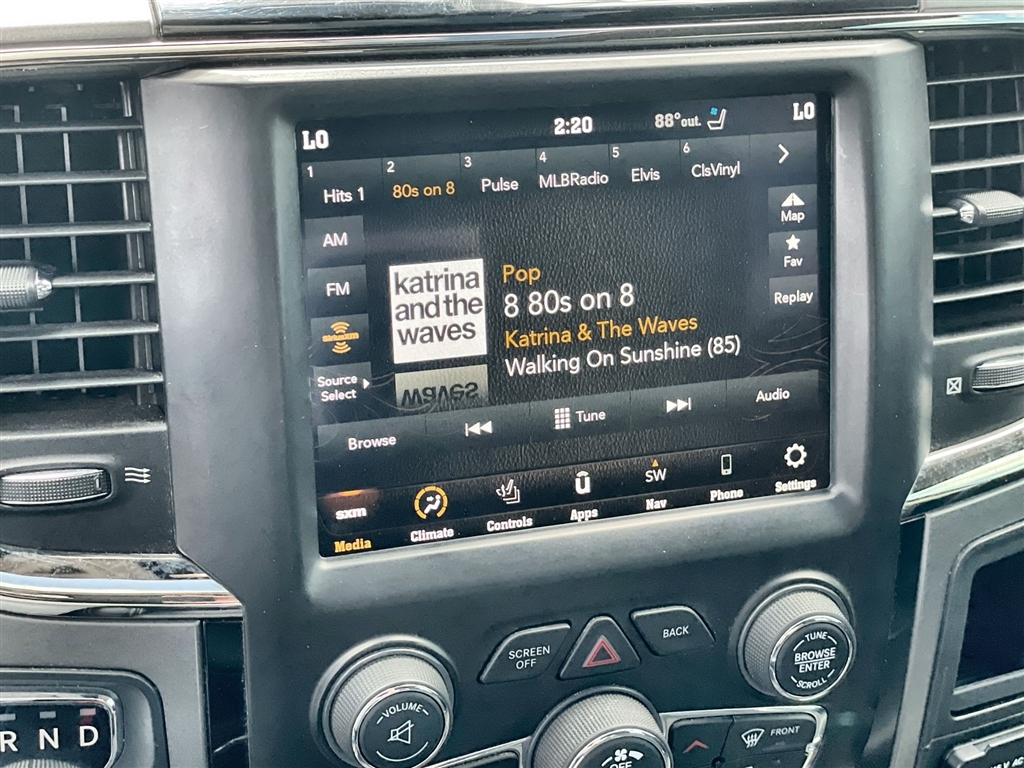 LO 2:20 88° out. LO
1 Hits 1 2 80s on 8 3 Pulse 4 MLBRadio 5 Elvis 6 ClsVinyl
AM
FM
SiriusXM
Source
Select
katrina
and the
waves
waves
Pop
8 80s on 8
Katrina & The Waves
Walking On Sunshine (85)
Map
Fav
Replay
Browse Tune Audio
sxm SW
Media Climate Controls Apps Nav Phone Settings
SCREEN
OFF
BACK
VOLUME
TUNE
BROWSE
ENTER
SCROLL
OFF
FRONT
R N D